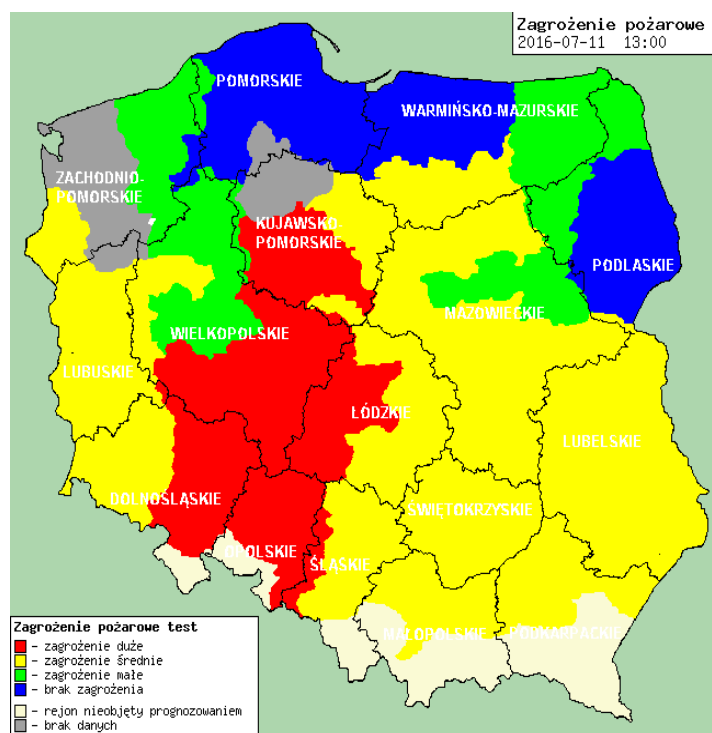 Zagrożenie pożarowe
2016-07-11 13:00
POMORSKIE
WARMIŃSKO-MAZURSKIE
ZACHODNIO-
POMORSKIE
KUJAWSKO-
POMORSKIE
PODLASKIE
MAZOWIECKIE
WIELKOPOLSKIE
LUBUSKIE
ŁÓDZKIE
LUBELSKIE
DOLNOŚLĄSKIE
ŚWIĘTOKRZYSKIE
OPOLSKIE
ŚLĄSKIE
MAŁOPOLSKIE
PODKARPACKIE
Zagrożenie pożarowe test
- zagrożenie duże
- zagrożenie średnie
- zagrożenie małe
- brak zagrożenia
- rejon nieobjęty prognozowaniem
- brak danych